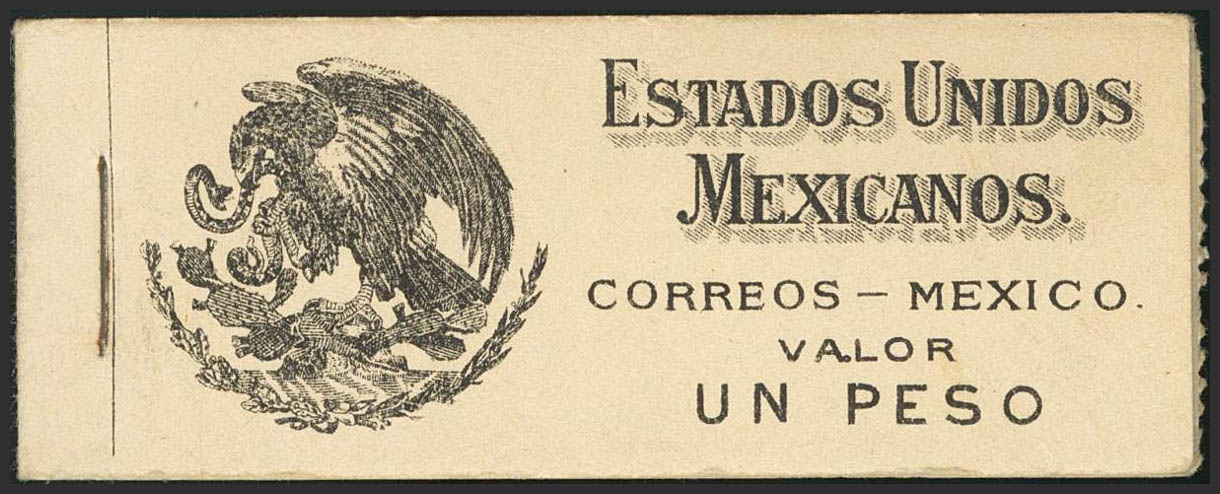 ESTADOS UNIDOS
MEXICANOS.
CORREOS – MEXICO.
VALOR
UN PESO